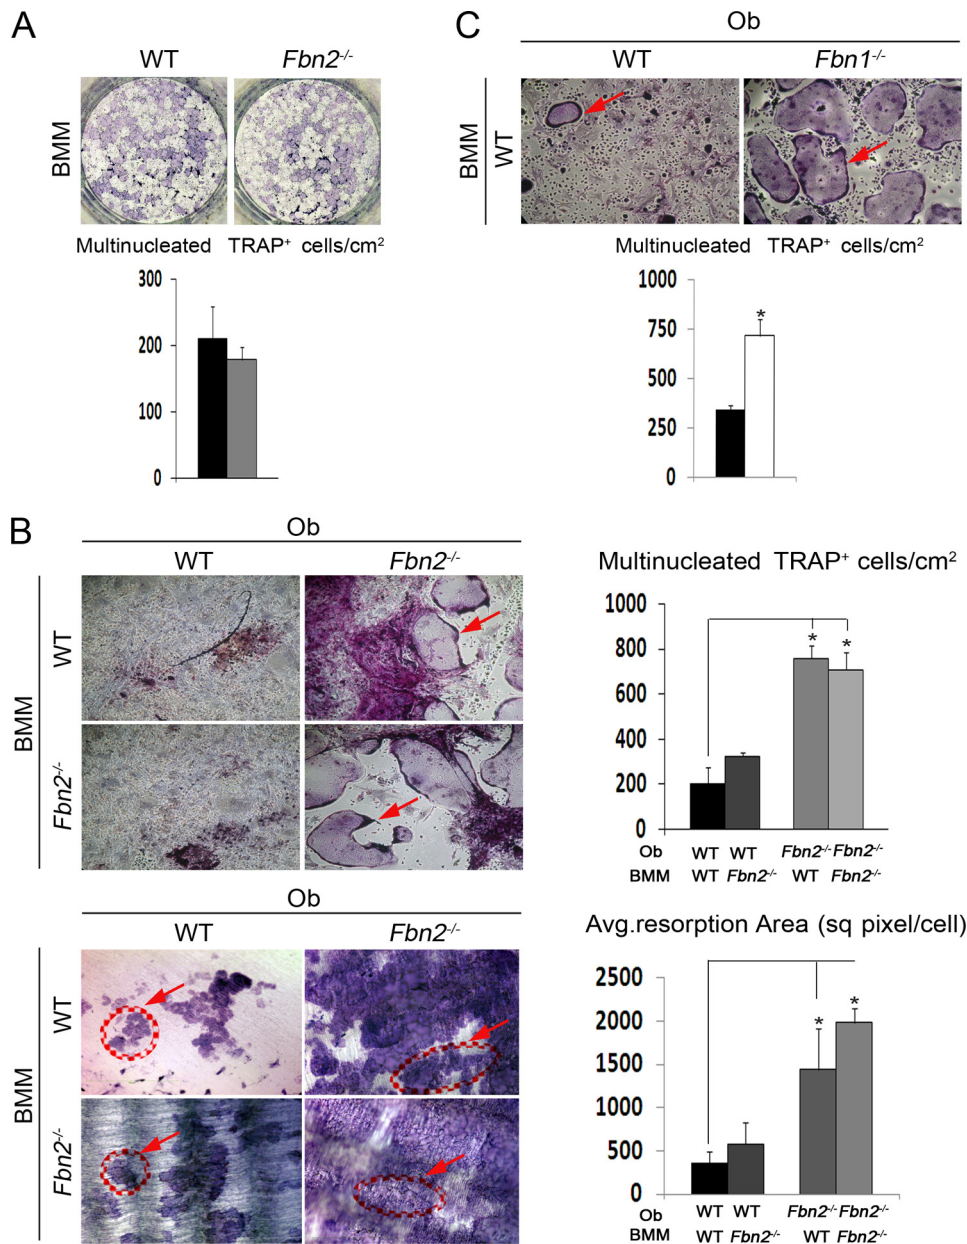 A
WT Fbn2-/-
BMM
Multinucleated TRAP+ cells/cm2
300
200
100
0
C
Ob
WT Fbn1-/-
BMM
WT
Multinucleated TRAP+ cells/cm2
1000
750
500
250
0
*
B
Ob
WT Fbn2-/-
BMM
WT
Fbn2-/-
Multinucleated TRAP+ cells/cm2
1000
800
600
400
200
0
* *
Ob WT WT Fbn2-/- Fbn2-/-
BMM WT Fbn2-/- WT Fbn2-/-
Ob
WT Fbn2-/-
BMM
WT
Fbn2-/-
Avg.resorption Area (sq pixel/cell)
2500
2000
1500
1000
500
0
* *
Ob WT WT Fbn2-/- Fbn2-/-
BMM WT Fbn2-/- WT Fbn2-/-